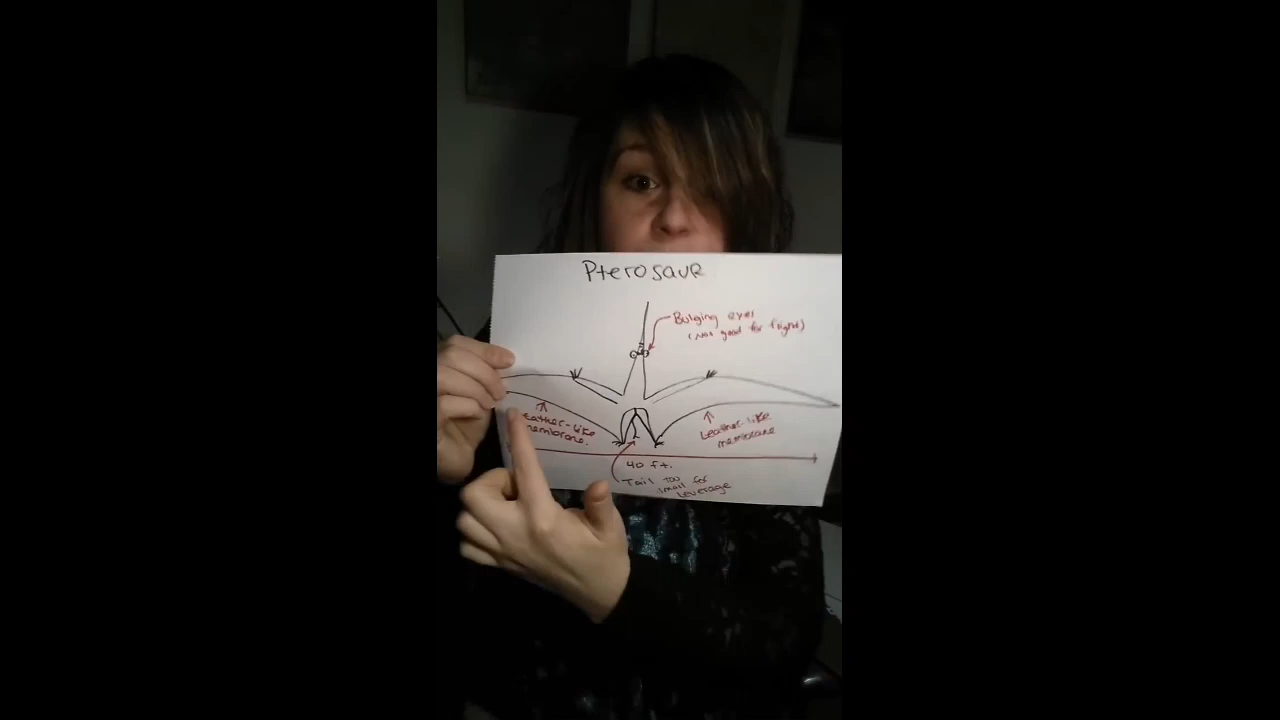 Pterosaur
Bulging eyes
(Not good for flight)
Leather-like
membrane.
Leather-like
membrane
40 ft.
Tail too
small for
Leverage